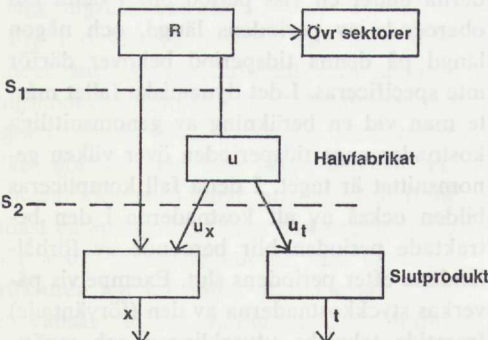 R
Övr sektorer
S₁
u
Halvfabrikat
S₂
uₓ
uₜ
Slutprodukt
x
t